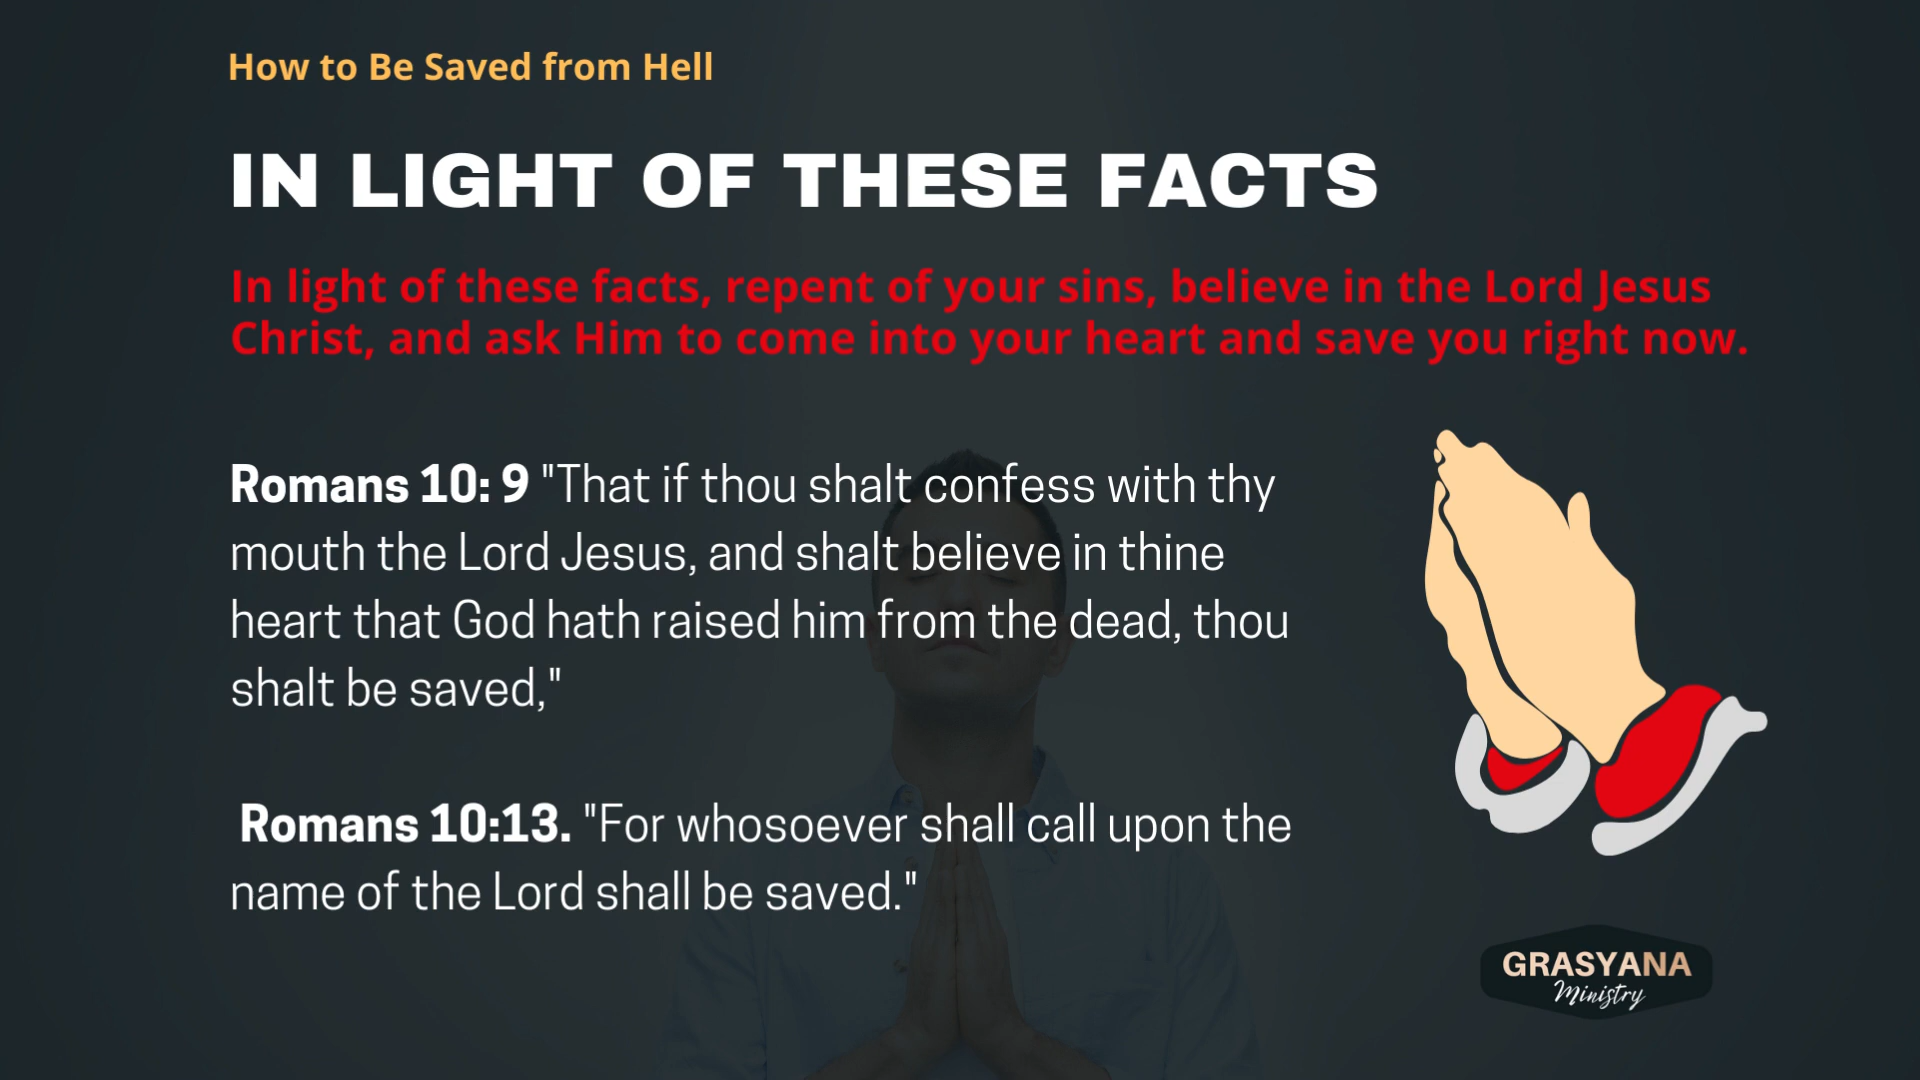 How to Be Saved from Hell
IN LIGHT OF THESE FACTS
In light of these facts, repent of your sins, believe in the Lord Jesus
Christ, and ask Him to come into your heart and save you right now.
Romans 10: 9 "That if thou shalt confess with thy
mouth the Lord Jesus, and shalt believe in thine
heart that God hath raised him from the dead, thou
shalt be saved,"
Romans 10:13. "For whosoever shall call upon the
name of the Lord shall be saved."
GRASYANA
Ministry